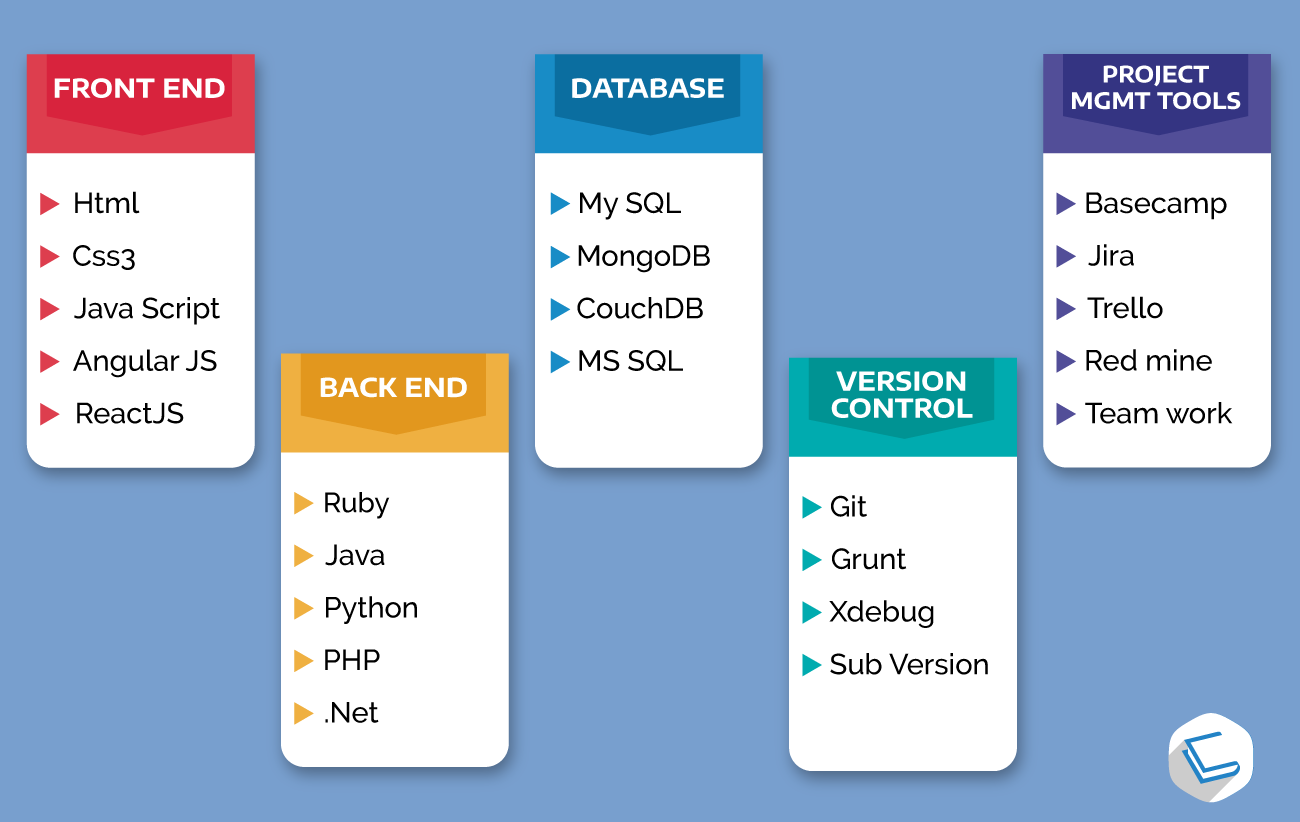 FRONT END
Html
Css3
Java Script
Angular JS
ReactJS
BACK END
Ruby
Java
Python
PHP
.Net
DATABASE
My SQL
MongoDB
CouchDB
MS SQL
VERSION
CONTROL
Git
Grunt
Xdebug
Sub Version
PROJECT
MGMT TOOLS
Basecamp
Jira
Trello
Red mine
Team work